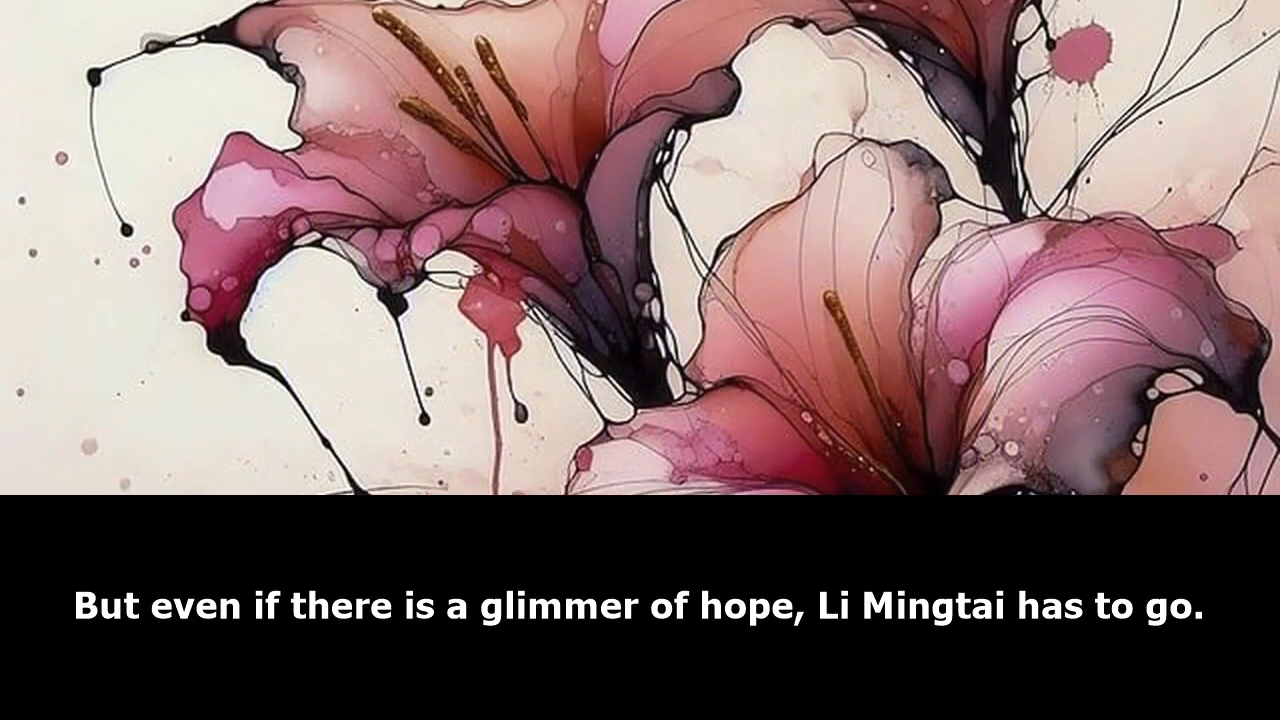 But even if there is a glimmer of hope, Li Mingtai has to go.